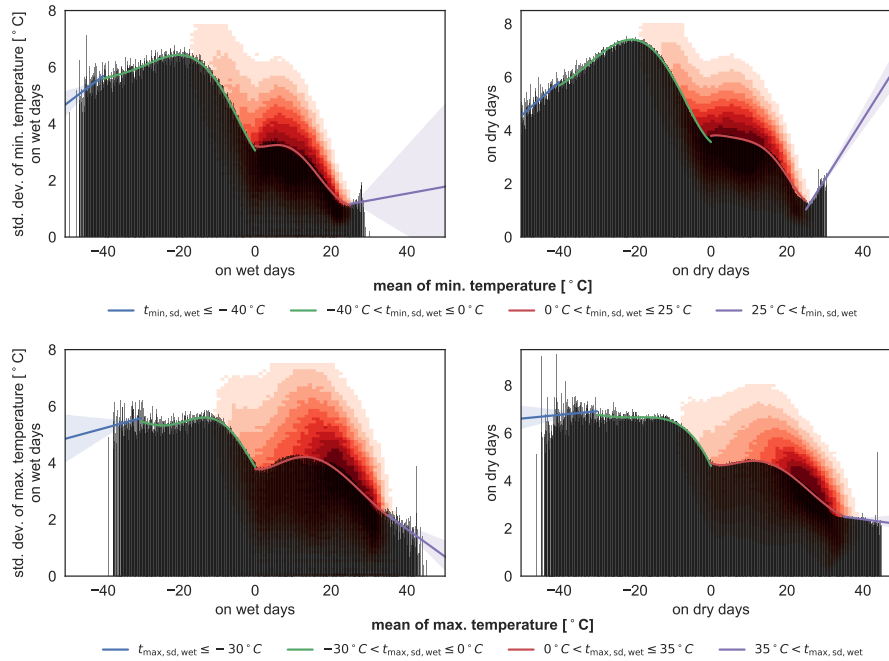 std. dev. of min. temperature [°C]
on wet days
8
6
4
2
0
−40 −20 0 20 40
on wet days
on dry days
8
6
4
2
0
−40 −20 0 20 40
on dry days
mean of min. temperature [°C]
t_min,sd,wet ≤ −40°C −40°C < t_min,sd,wet ≤ 0°C 0°C < t_min,sd,wet ≤ 25°C 25°C < t_min,sd,wet
std. dev. of max. temperature [°C]
on wet days
8
6
4
2
0
−40 −20 0 20 40
on wet days
on dry days
8
6
4
2
0
−40 −20 0 20 40
on dry days
mean of max. temperature [°C]
t_max,sd,wet ≤ −30°C −30°C < t_max,sd,wet ≤ 0°C 0°C < t_max,sd,wet ≤ 35°C 35°C < t_max,sd,wet